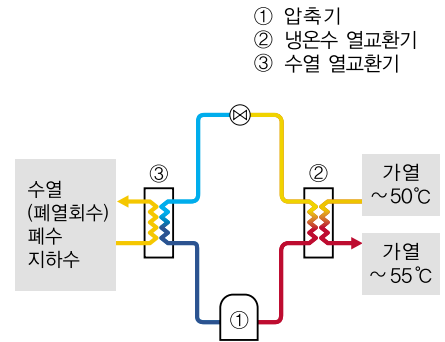 ① 압축기
② 냉온수 열교환기
③ 수열 열교환기
③
②
수열
(폐열회수)
폐수
지하수
가열
~50℃
가열
~55℃
①